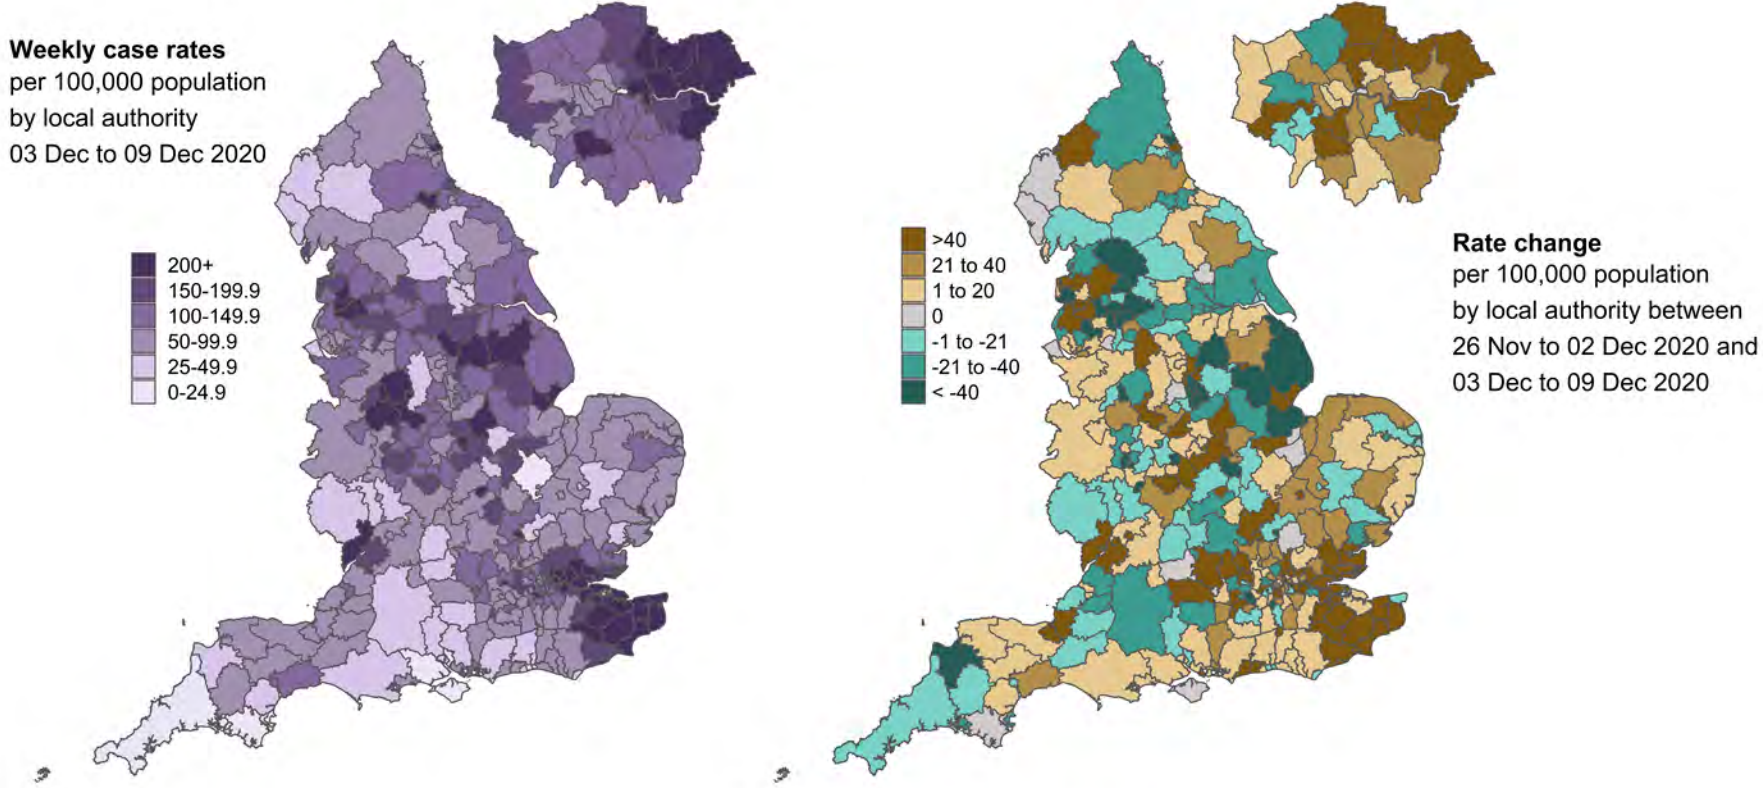 Weekly case rates
per 100,000 population
by local authority
03 Dec to 09 Dec 2020
200+
150-199.9
100-149.9
50-99.9
25-49.9
0-24.9
>40
21 to 40
1 to 20
0
-1 to -21
-21 to -40
< -40
Rate change
per 100,000 population
by local authority between
26 Nov to 02 Dec 2020 and
03 Dec to 09 Dec 2020